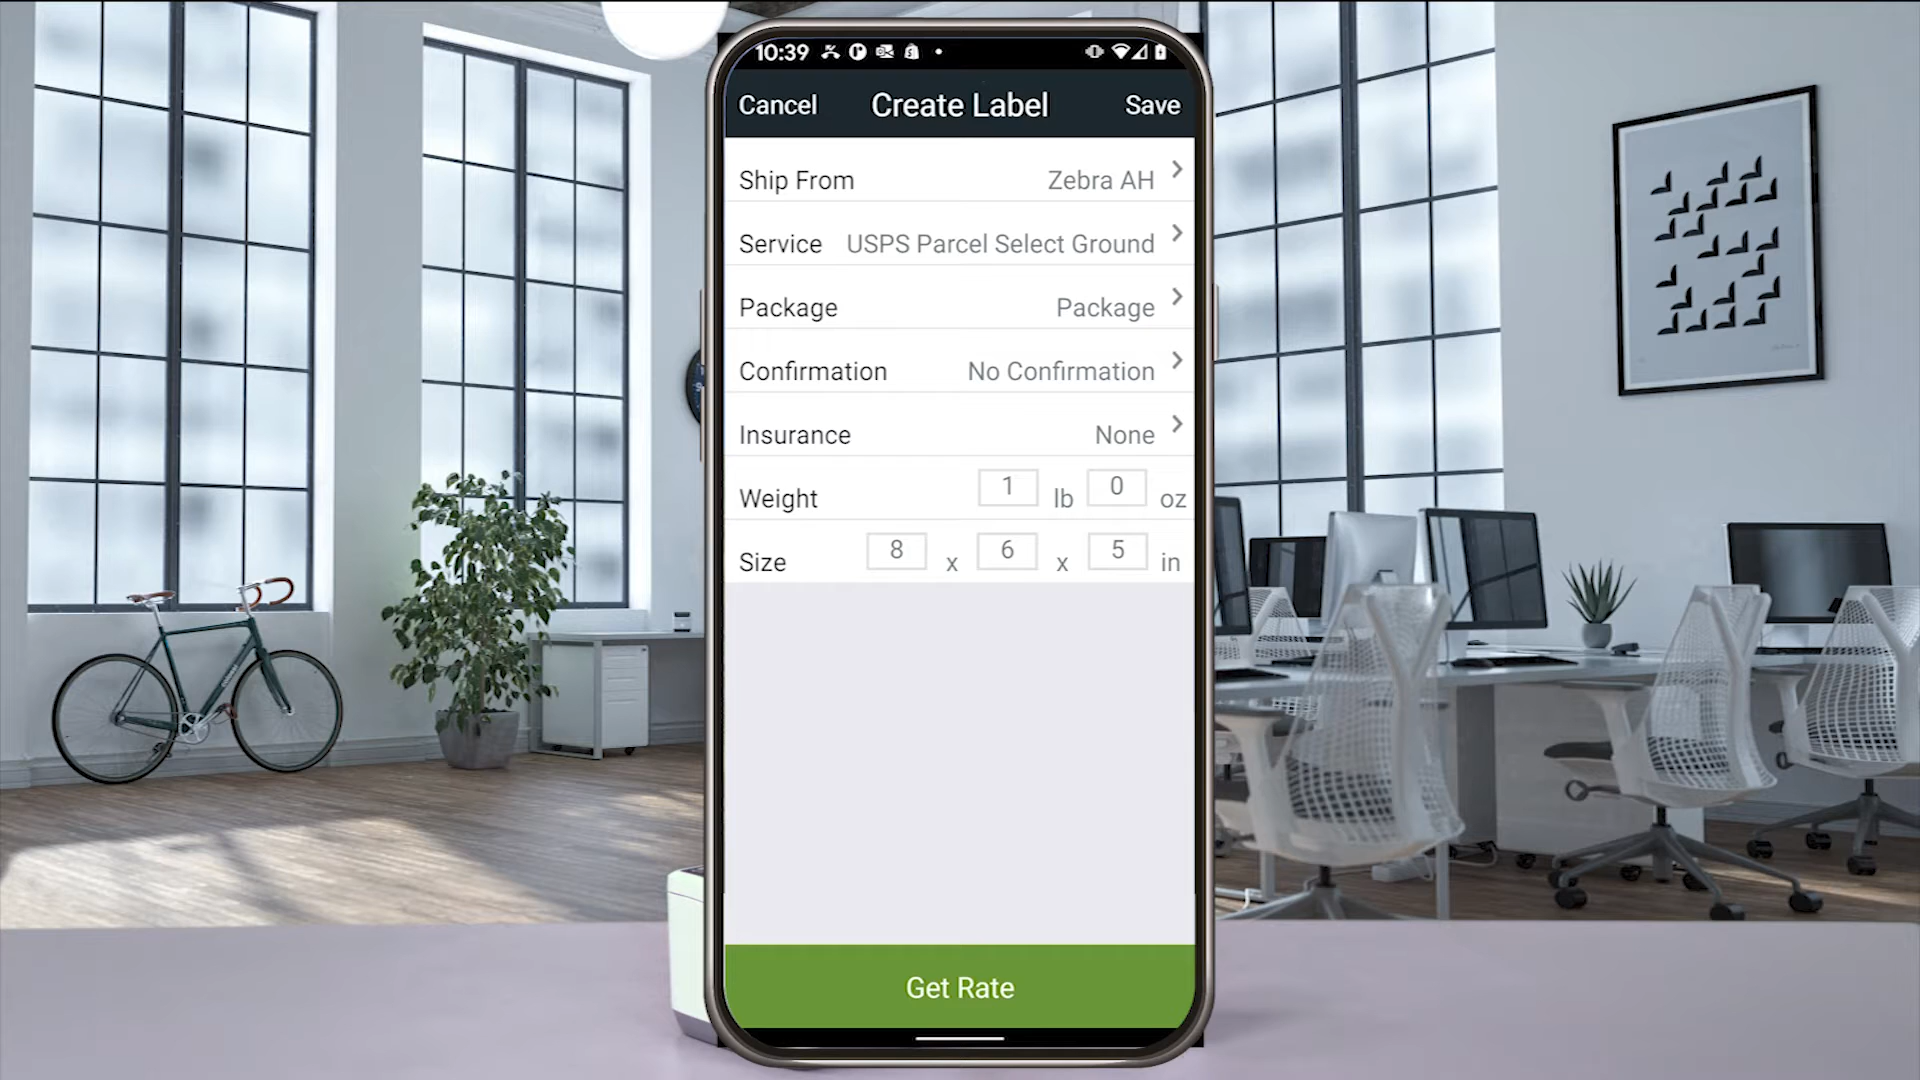 10:39
Cancel Create Label Save
Ship From Zebra AH
Service USPS Parcel Select Ground
Package Package
Confirmation No Confirmation
Insurance None
Weight 1 lb 0 oz
Size 8 x 6 x 5 in
Get Rate